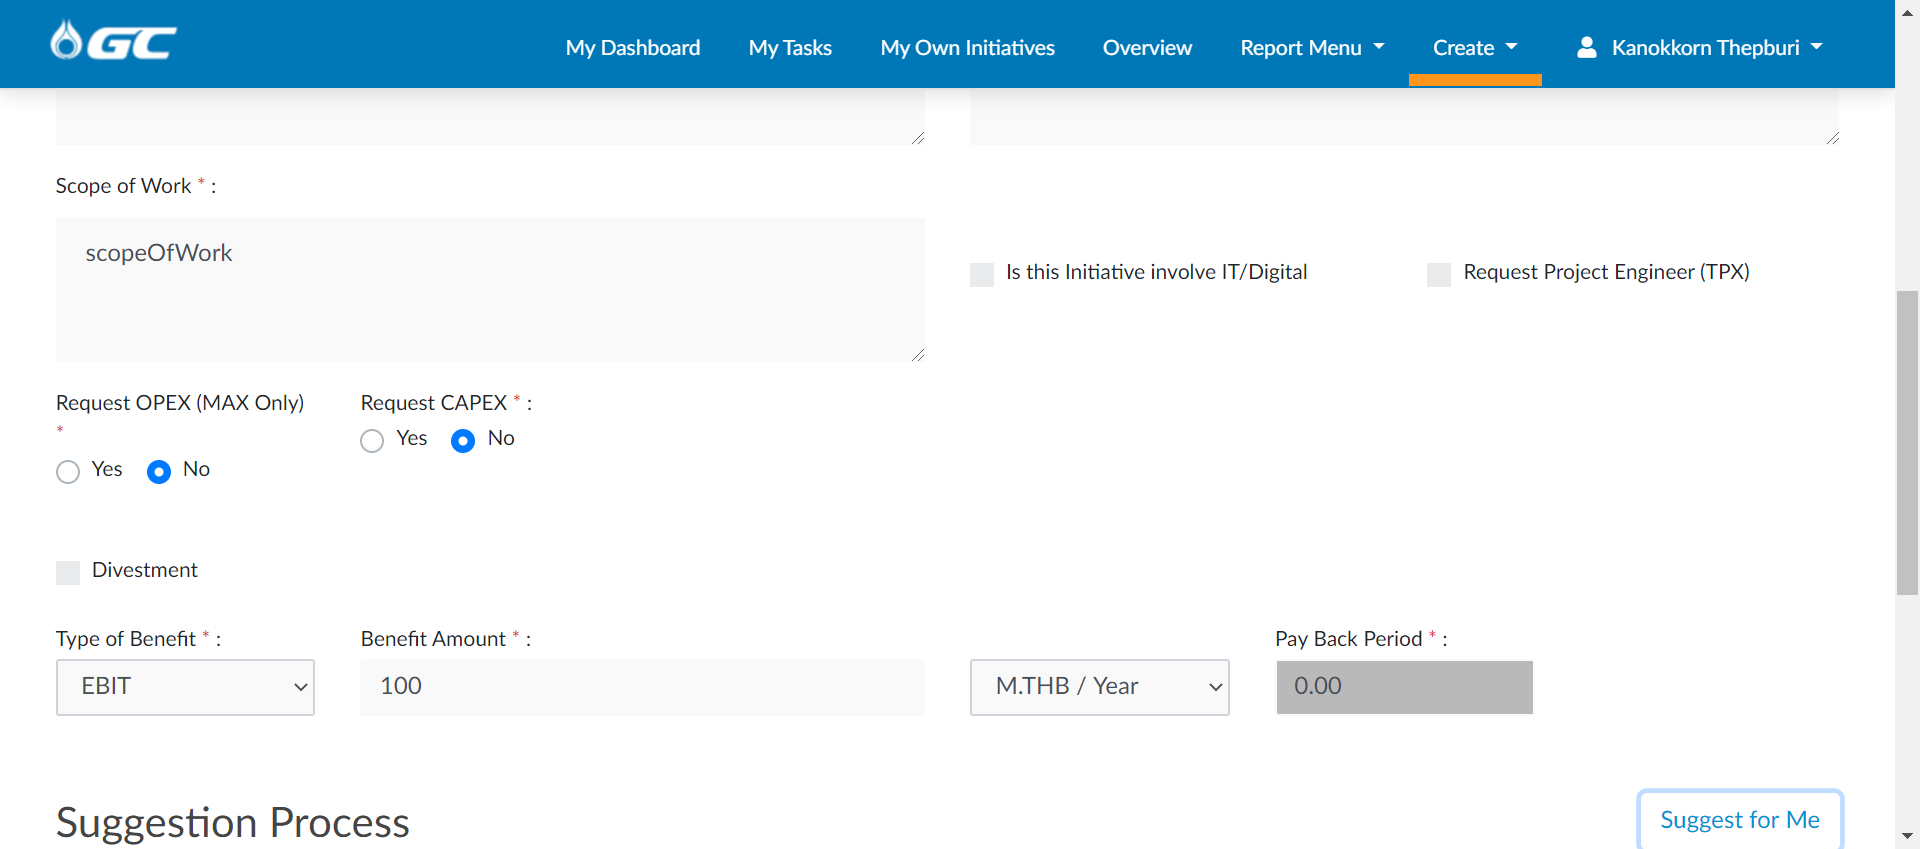 GC My Dashboard My Tasks My Own Initiatives Overview Report Menu Create Kanokkorn Thepburi
Scope of Work * :
scopeOfWork
Is this Initiative involve IT/Digital Request Project Engineer (TPX)
Request OPEX (MAX Only) Request CAPEX * :
*
Yes No
Yes No
Divestment
Type of Benefit * : Benefit Amount * : Pay Back Period * :
EBIT 100 M.THB / Year 0.00
Suggestion Process Suggest for Me